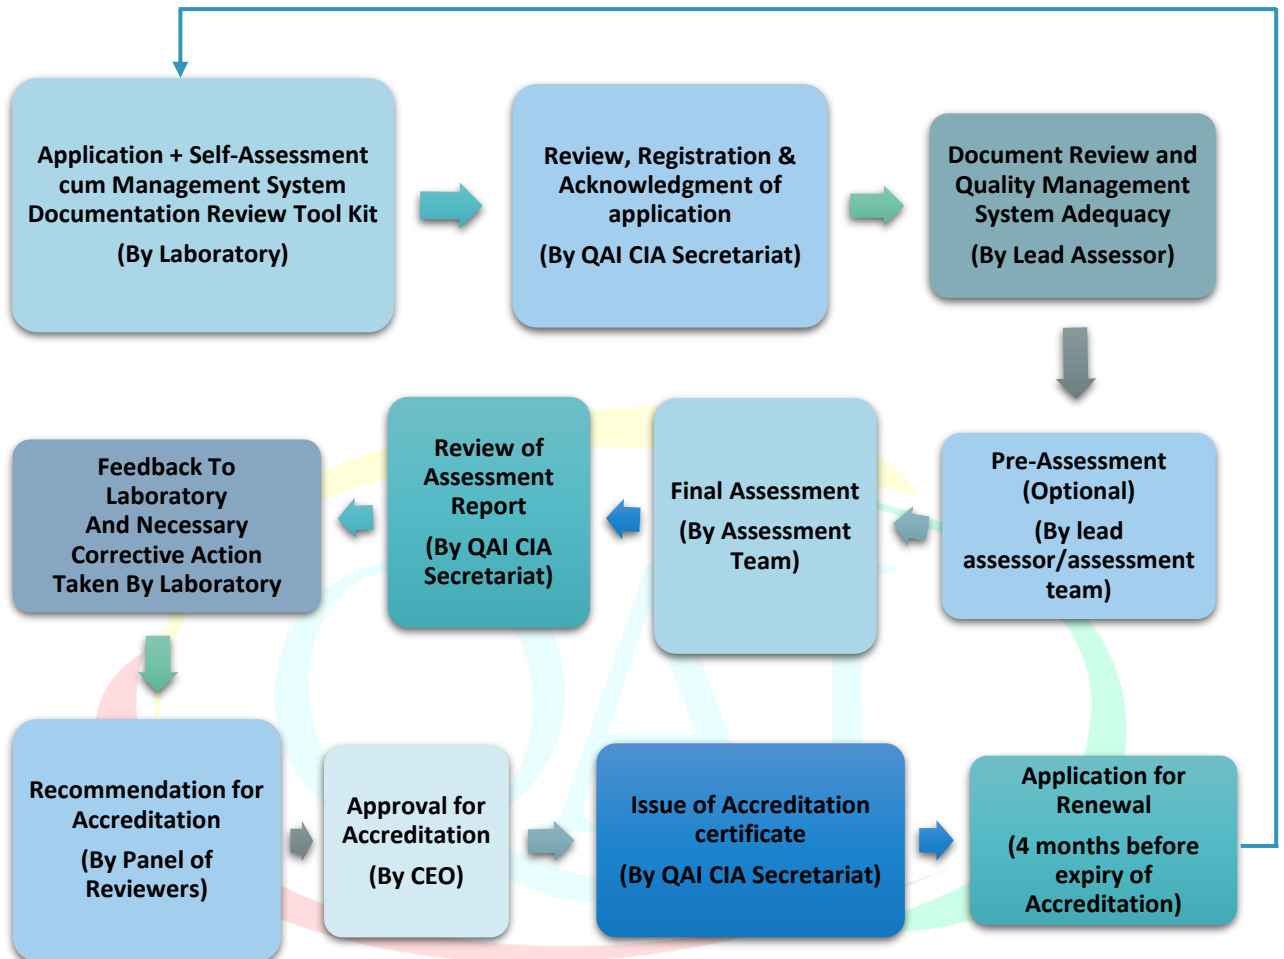 Application + Self-Assessment
cum Management System
Documentation Review Tool Kit
(By Laboratory)
Review, Registration &
Acknowledgment of
application
(By QAI CIA Secretariat)
Document Review and
Quality Management
System Adequacy
(By Lead Assessor)
Pre-Assessment
(Optional)
(By lead
assessor/assessment
team)
Final Assessment
(By Assessment
Team)
Review of
Assessment
Report
(By QAI CIA
Secretariat)
Feedback To
Laboratory
And Necessary
Corrective Action
Taken By Laboratory
Recommendation for
Accreditation
(By Panel of
Reviewers)
Approval for
Accreditation
(By CEO)
Issue of Accreditation
certificate
(By QAI CIA Secretariat)
Application for
Renewal
(4 months before
expiry of
Accreditation)
QAI